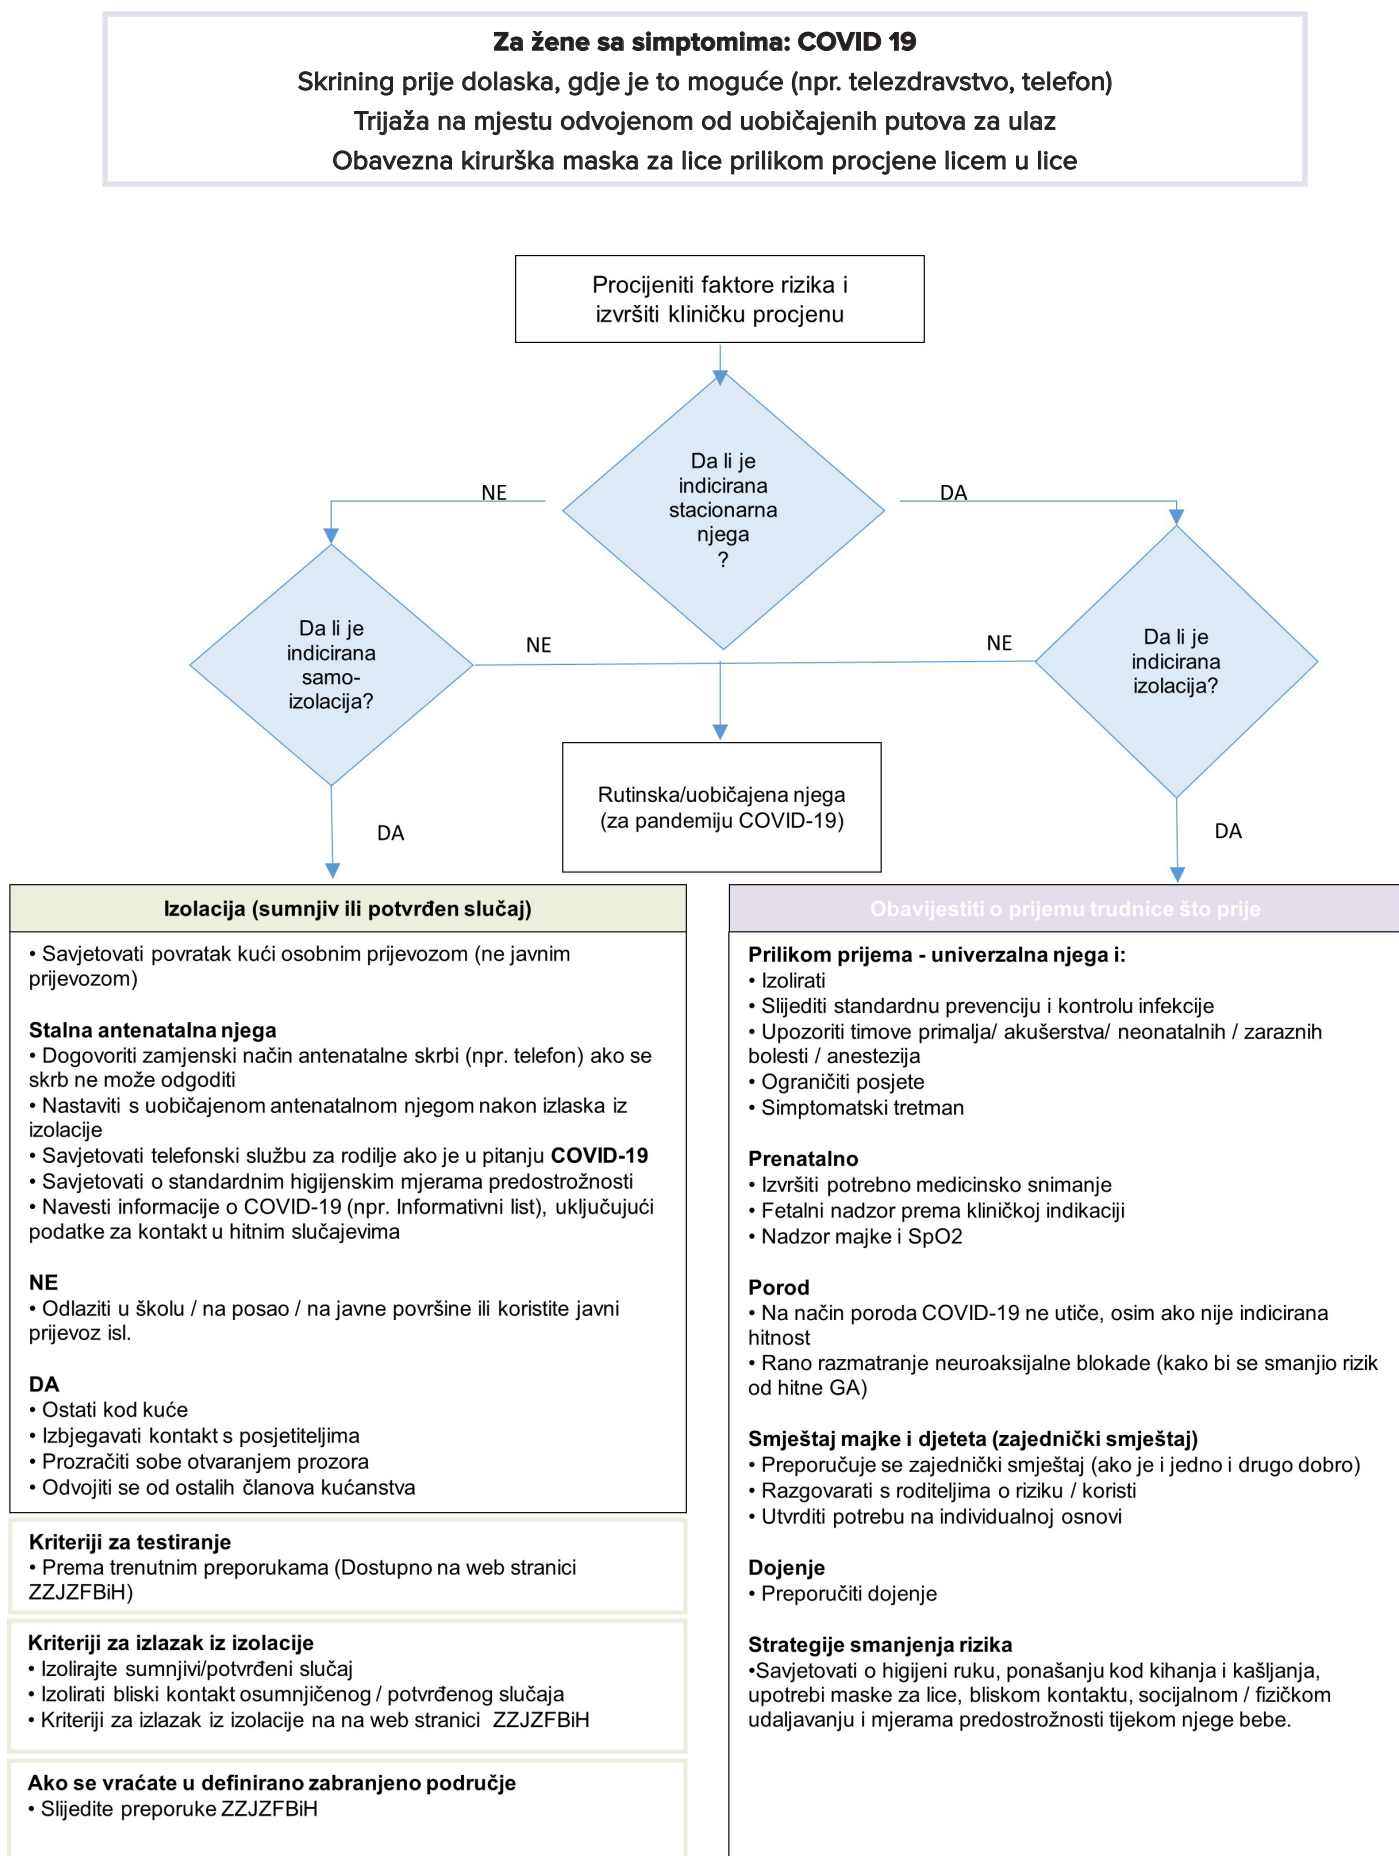 Za žene sa simptomima: COVID 19
Skrining prije dolaska, gdje je to moguće (npr. telezdravstvo, telefon)
Trijaža na mjestu odvojenom od uobičajenih putova za ulaz
Obavezna kirurška maska za lice prilikom procjene licem u lice
Procijeniti faktore rizika i
izvršiti kliničku procjenu
Da li je
indicirana
stacionarna
njega
?
NE
DA
Da li je
indicirana
samo-
izolacija?
NE
NE
Da li je
indicirana
izolacija?
Rutinska/uobičajena njega
(za pandemiju COVID-19)
DA
DA
Izolacija (sumnjiv ili potvrđen slučaj)
• Savjetovati povratak kući osobnim prijevozom (ne javnim
prijevozom)
Stalna antenatalna njega
• Dogovoriti zamjenski način antenatalne skrbi (npr. telefon) ako se
skrb ne može odgoditi
• Nastaviti s uobičajenom antenatalnom njegom nakon izlaska iz
izolacije
• Savjetovati telefonski službu za rodilje ako je u pitanju COVID-19
• Savjetovati o standardnim higijenskim mjerama predostrožnosti
• Navesti informacije o COVID-19 (npr. Informativni list), uključujući
podatke za kontakt u hitnim slučajevima
NE
• Odlaziti u školu / na posao / na javne površine ili koristite javni
prijevoz isl.
DA
• Ostati kod kuće
• Izbjegavati kontakt s posjetiteljima
• Prozračiti sobe otvaranjem prozora
• Odvojiti se od ostalih članova kućanstva
Kriteriji za testiranje
• Prema trenutnim preporukama (Dostupno na web stranici
ZZJZFBiH)
Kriteriji za izlazak iz izolacije
• Izolirajte sumnjivi/potvrđeni slučaj
• Izolirati bliski kontakt osumnjičenog / potvrđenog slučaja
• Kriteriji za izlazak iz izolacije na na web stranici ZZJZFBiH
Ako se vraćate u definirano zabranjeno područje
• Slijedite preporuke ZZJZFBiH
Obavijestiti o prijemu trudnice što prije
Prilikom prijema - univerzalna njega i:
• Izolirati
• Slijediti standardnu prevenciju i kontrolu infekcije
• Upozoriti timove primalja/ akušerstva/ neonatalnih / zaraznih
bolesti / anestezija
• Ograničiti posjete
• Simptomatski tretman
Prenatalno
• Izvršiti potrebno medicinsko snimanje
• Fetalni nadzor prema kliničkoj indikaciji
• Nadzor majke i SpO2
Porod
• Na način poroda COVID-19 ne utiče, osim ako nije indicirana
hitnost
• Rano razmatranje neuroaksijalne blokade (kako bi se smanjio rizik
od hitne GA)
Smještaj majke i djeteta (zajednički smještaj)
• Preporučuje se zajednički smještaj (ako je i jedno i drugo dobro)
• Razgovarati s roditeljima o riziku / koristi
• Utvrditi potrebu na individualnoj osnovi
Dojenje
• Preporučiti dojenje
Strategije smanjenja rizika
•Savjetovati o higijeni ruku, ponašanju kod kihanja i kašljanja,
upotrebi maske za lice, bliskom kontaktu, socijalnom / fizičkom
udaljavanju i mjerama predostrožnosti tijekom njege bebe.